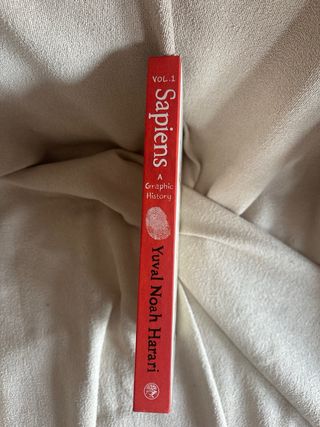 VOL.1
Sapiens
A
Graphic
History
Yuval Noah Harari